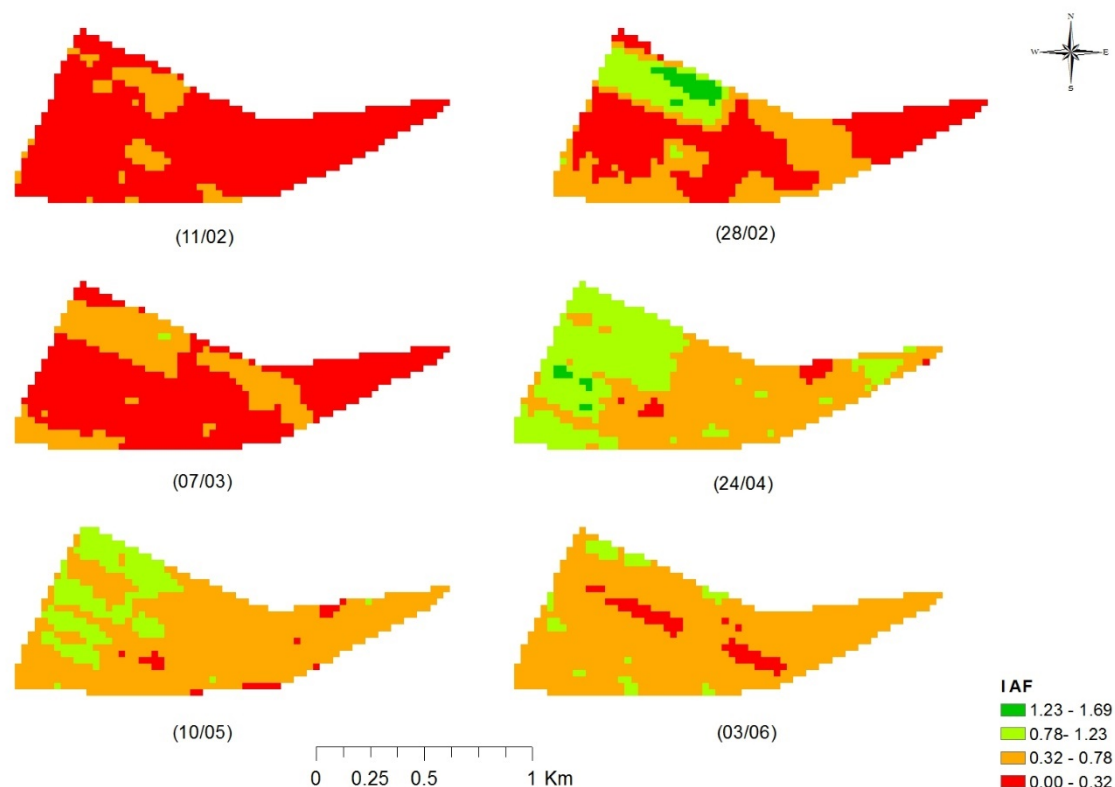 N
W E
S
(11/02)
(28/02)
(07/03)
(24/04)
(10/05)
(03/06)
0 0.25 0.5 1 Km
IAF
1.23 - 1.69
0.78- 1.23
0.32 - 0.78
0.00 - 0.32